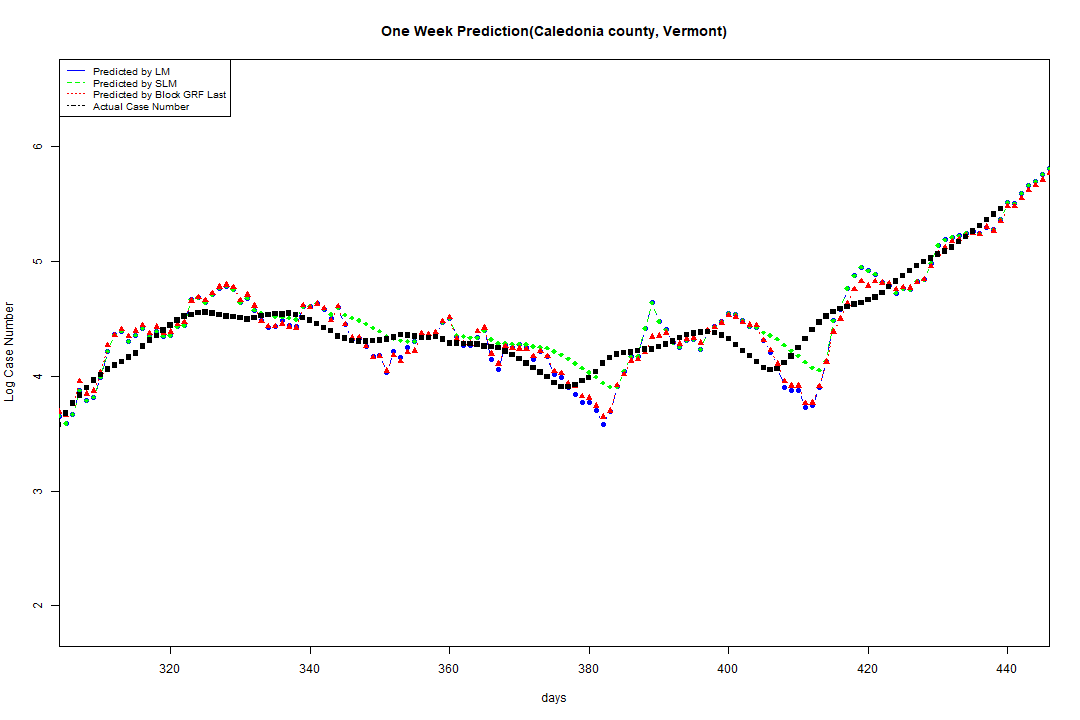 One Week Prediction(Caledonia county, Vermont)
Predicted by LM
Predicted by SLM
Predicted by Block GRF Last
Actual Case Number
Log Case Number
6
5
4
3
2
320 340 360 380 400 420 440
days